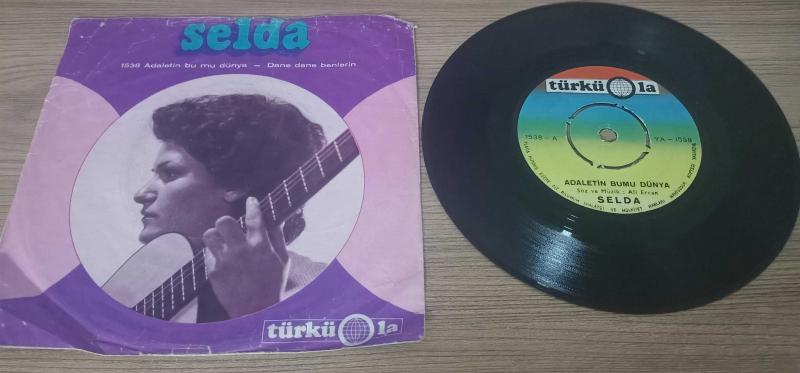 selda
1538 Adaletin bu mu dünya – Dane dane benlerin
türkü la
türkü la
1538-A
YA-1538
ADALETİN BUMU DÜNYA
Söz ve Müzik : Ali Ercan
SELDA